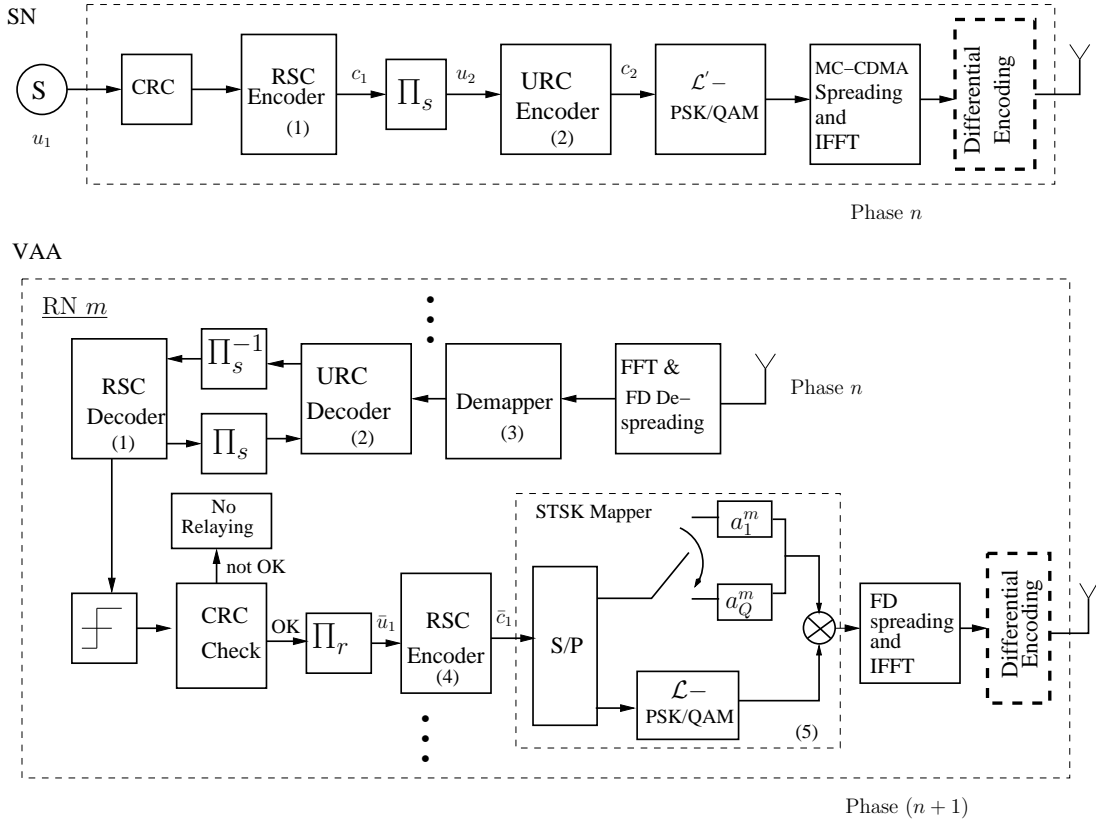 SN
S
u₁
CRC
RSC
Encoder
(1)
c₁
∏ₛ
u₂
URC
Encoder
(2)
c₂
ℒ′−
PSK/QAM
MC−CDMA
Spreading
and
IFFT
Differential
Encoding
Phase n
VAA
RN m
RSC
Decoder
(1)
∏ₛ⁻¹
∏ₛ
URC
Decoder
(2)
Demapper
(3)
FFT &
FD De−
spreading
Phase n
No
Relaying
not OK
CRC
Check
OK
∏ᵣ
ū₁
RSC
Encoder
(4)
c̄₁
STSK Mapper
S/P
a₁ᵐ
a_Q^m
ℒ−
PSK/QAM
(5)
FD
spreading
and
IFFT
Differential
Encoding
Phase (n + 1)